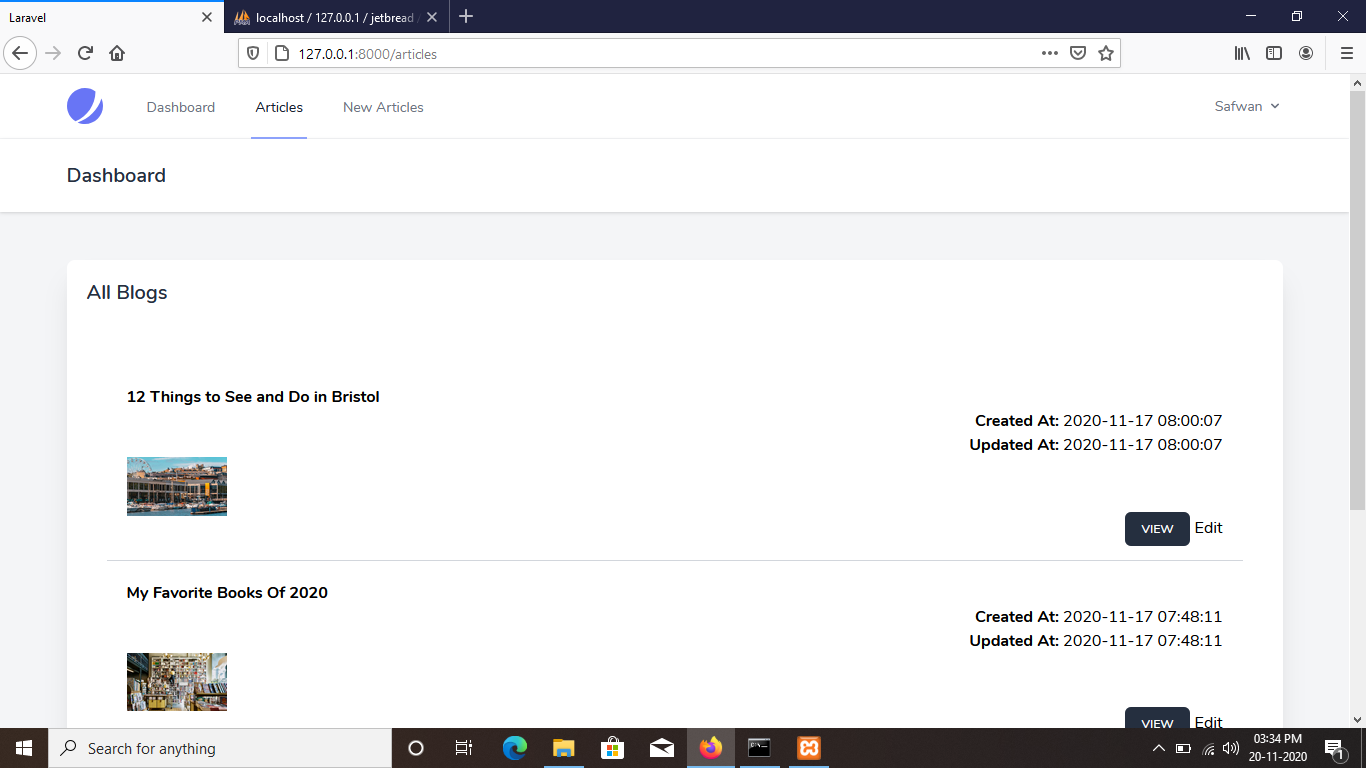 Laravel
localhost / 127.0.0.1 / jetbread /
127.0.0.1:8000/articles
Dashboard Articles New Articles Safwan
Dashboard
All Blogs
12 Things to See and Do in Bristol
Created At: 2020-11-17 08:00:07
Updated At: 2020-11-17 08:00:07
VIEW Edit
My Favorite Books Of 2020
Created At: 2020-11-17 07:48:11
Updated At: 2020-11-17 07:48:11
VIEW Edit
Search for anything
03:34 PM
20-11-2020
1